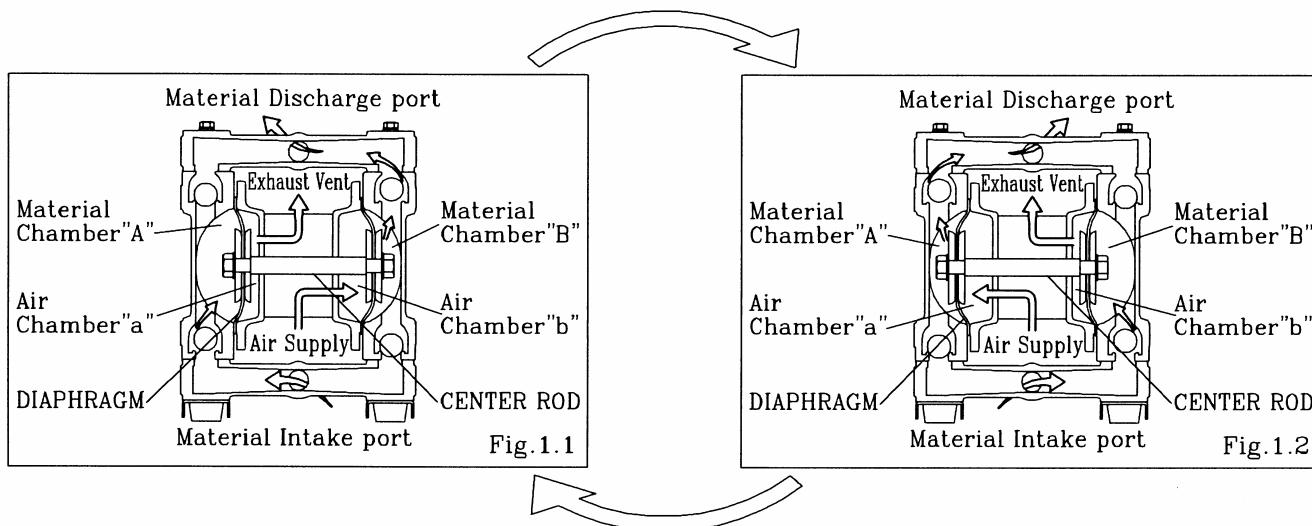 Material Discharge port
Exhaust Vent
Material
Chamber"A"
Material
Chamber"B"
Air
Chamber"a"
Air
Chamber"b"
Air Supply
DIAPHRAGM
CENTER ROD
Material Intake port
Fig.1.1
Material Discharge port
Exhaust Vent
Material
Chamber"A"
Material
Chamber"B"
Air
Chamber"a"
Air
Chamber"b"
Air Supply
DIAPHRAGM
CENTER ROD
Material Intake port
Fig.1.2